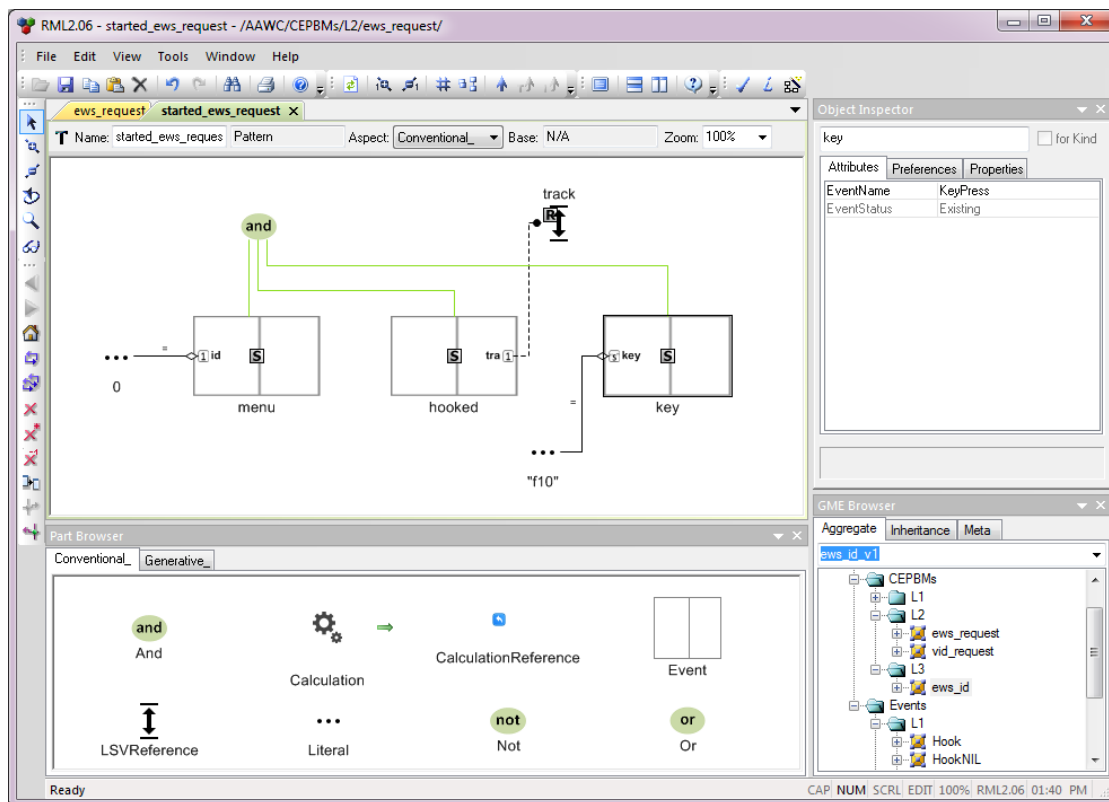 RML2.06 - started_ews_request - /AAWC/CEPBMs/L2/ews_request/
File Edit View Tools Window Help
ews_request started_ews_request
Name: started_ews_reques Pattern Aspect: Conventional_ Base: N/A Zoom: 100%
track
R
and
= 1 id S
0
menu
S tra 1
hooked
s key S
=
key
"f10"
Object Inspector
key for Kind
Attributes Preferences Properties
EventName KeyPress
EventStatus Existing
Part Browser
Conventional_ Generative_
and
And
Calculation
CalculationReference
Event
LSVReference
Literal
not
Not
or
Or
GME Browser
Aggregate Inheritance Meta
ews_id_v1
CEPBMs
L1
L2
ews_request
vid_request
L3
ews_id
Events
L1
Hook
HookNIL
Ready CAP NUM SCRL EDIT 100% RML2.06 01:40 PM